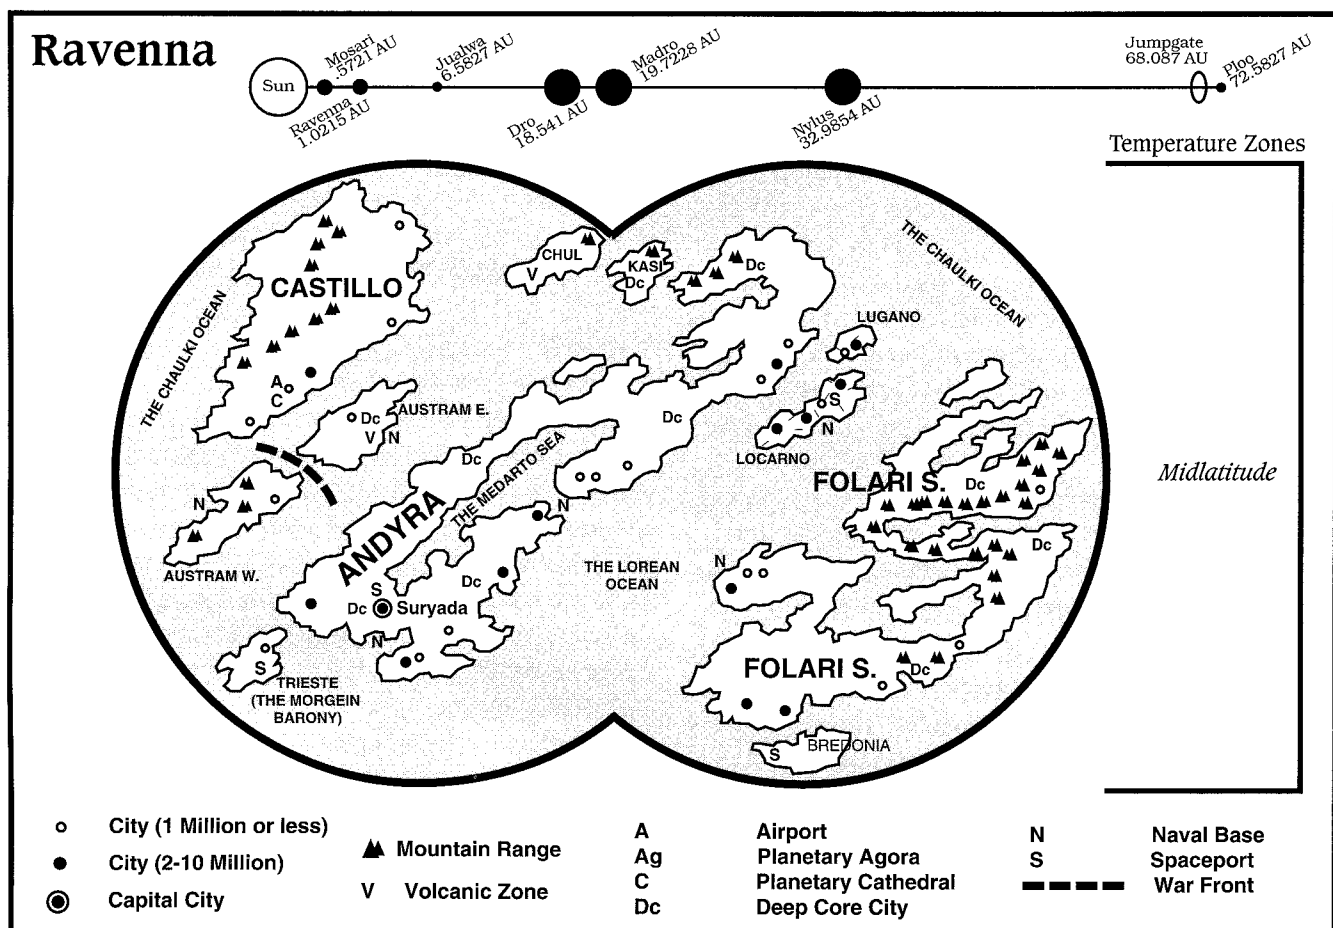 Ravenna
Sun
Mosari
.5721 AU
Ravenna
1.0215 AU
Jualwa
6.5827 AU
Dro
18.541 AU
Madro
19.7228 AU
Nylus
32.9854 AU
Jumpgate
68.087 AU
Ploo
72.5827 AU
Temperature Zones
Midlatitude
THE CHAULKI OCEAN
CASTILLO
A
C
CHUL
V
KASI
Dc
Dc
THE CHAULKI OCEAN
LUGANO
S
N
LOCARNO
AUSTRAM E.
Dc
V N
N
AUSTRAM W.
Dc
THE MEDARTO SEA
ANDYRA
Dc
N
Dc
S
Dc
Suryada
N
THE LOREAN
OCEAN
FOLARI S.
Dc
Dc
N
FOLARI S.
Dc
S
TRIESTE
(THE MORGEIN
BARONY)
S
BREDONIA
City (1 Million or less)
City (2-10 Million)
Capital City
Mountain Range
V Volcanic Zone
A Airport
Ag Planetary Agora
C Planetary Cathedral
Dc Deep Core City
N Naval Base
S Spaceport
War Front